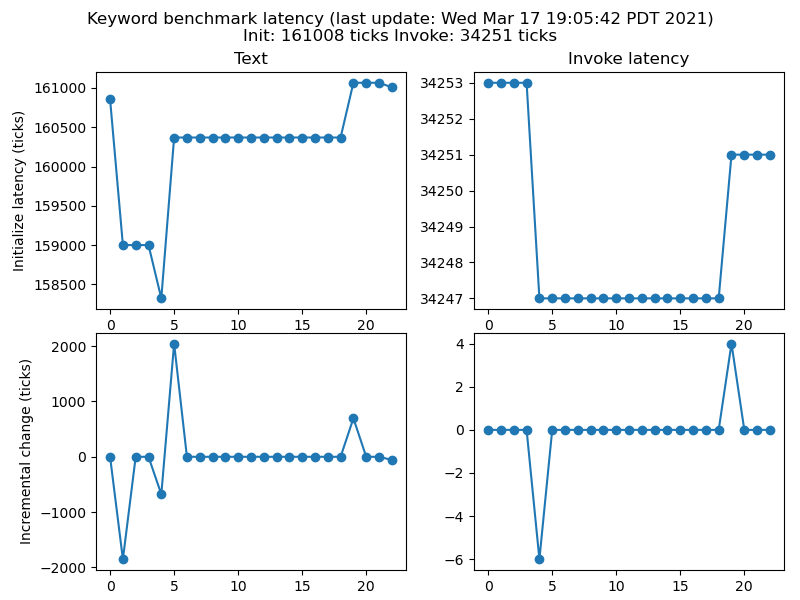 Keyword benchmark latency (last update: Wed Mar 17 19:05:42 PDT 2021)
Init: 161008 ticks Invoke: 34251 ticks
Text
Initialize latency (ticks)
161000
160500
160000
159500
159000
158500
0 5 10 15 20
Invoke latency
34253
34252
34251
34250
34249
34248
34247
0 5 10 15 20
Incremental change (ticks)
2000
1000
0
−1000
−2000
0 5 10 15 20
4
2
0
−2
−4
−6
0 5 10 15 20